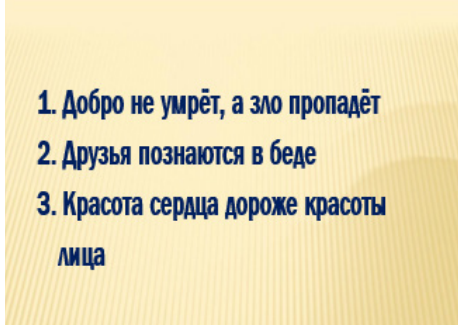 1. Добро не умрёт, а зло пропадёт
2. Друзья познаются в беде
3. Красота сердца дороже красоты
лица